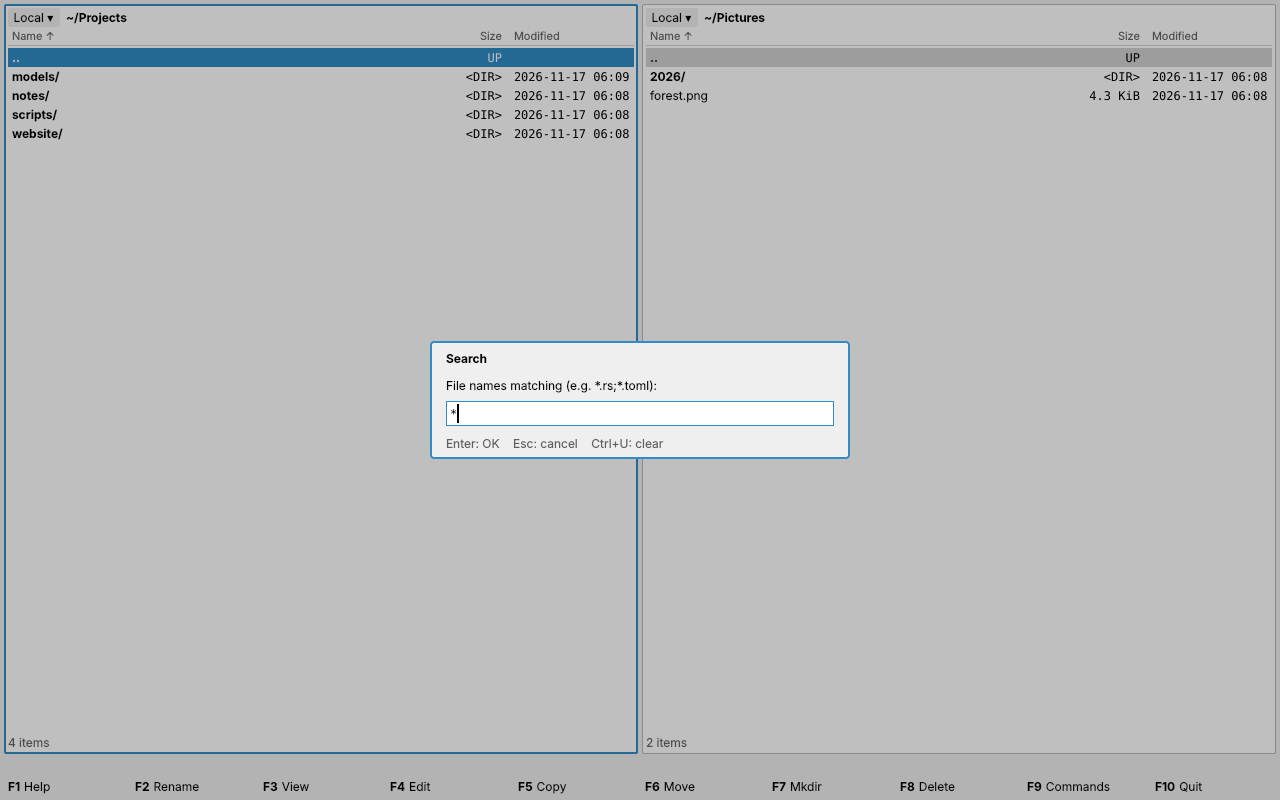 Local ▾ ~/Projects
Name ↑ Size Modified
.. UP
models/ <DIR> 2026-11-17 06:09
notes/ <DIR> 2026-11-17 06:08
scripts/ <DIR> 2026-11-17 06:08
website/ <DIR> 2026-11-17 06:08
4 items
Local ▾ ~/Pictures
Name ↑ Size Modified
.. UP
2026/ <DIR> 2026-11-17 06:08
forest.png 4.3 KiB 2026-11-17 06:08
2 items
Search
File names matching (e.g. *.rs;*.toml):
*
Enter: OK Esc: cancel Ctrl+U: clear
F1 Help F2 Rename F3 View F4 Edit F5 Copy F6 Move F7 Mkdir F8 Delete F9 Commands F10 Quit